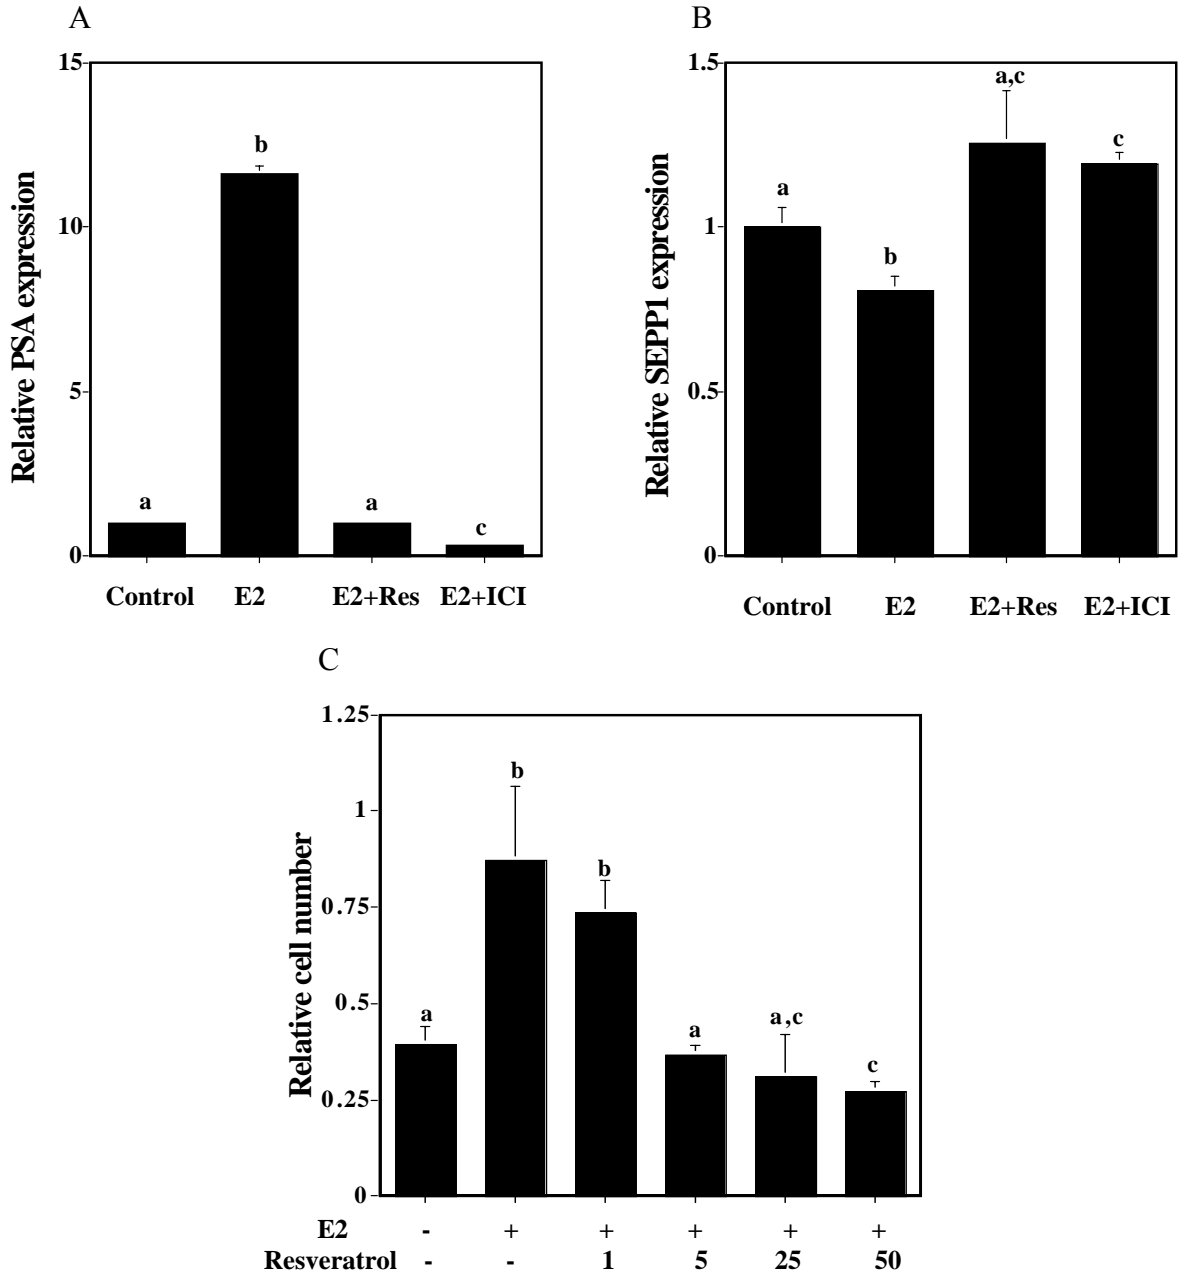 A
Relative PSA expression
15
10
5
0
b
a
a
c
Control E2 E2+Res E2+ICI
B
Relative SEPP1 expression
1.5
1
0.5
0
a,c
c
a
b
Control E2 E2+Res E2+ICI
C
Relative cell number
1.25
1
0.75
0.5
0.25
0
b
b
a
a
a,c
c
E2 - + + + + +
Resveratrol - - 1 5 25 50